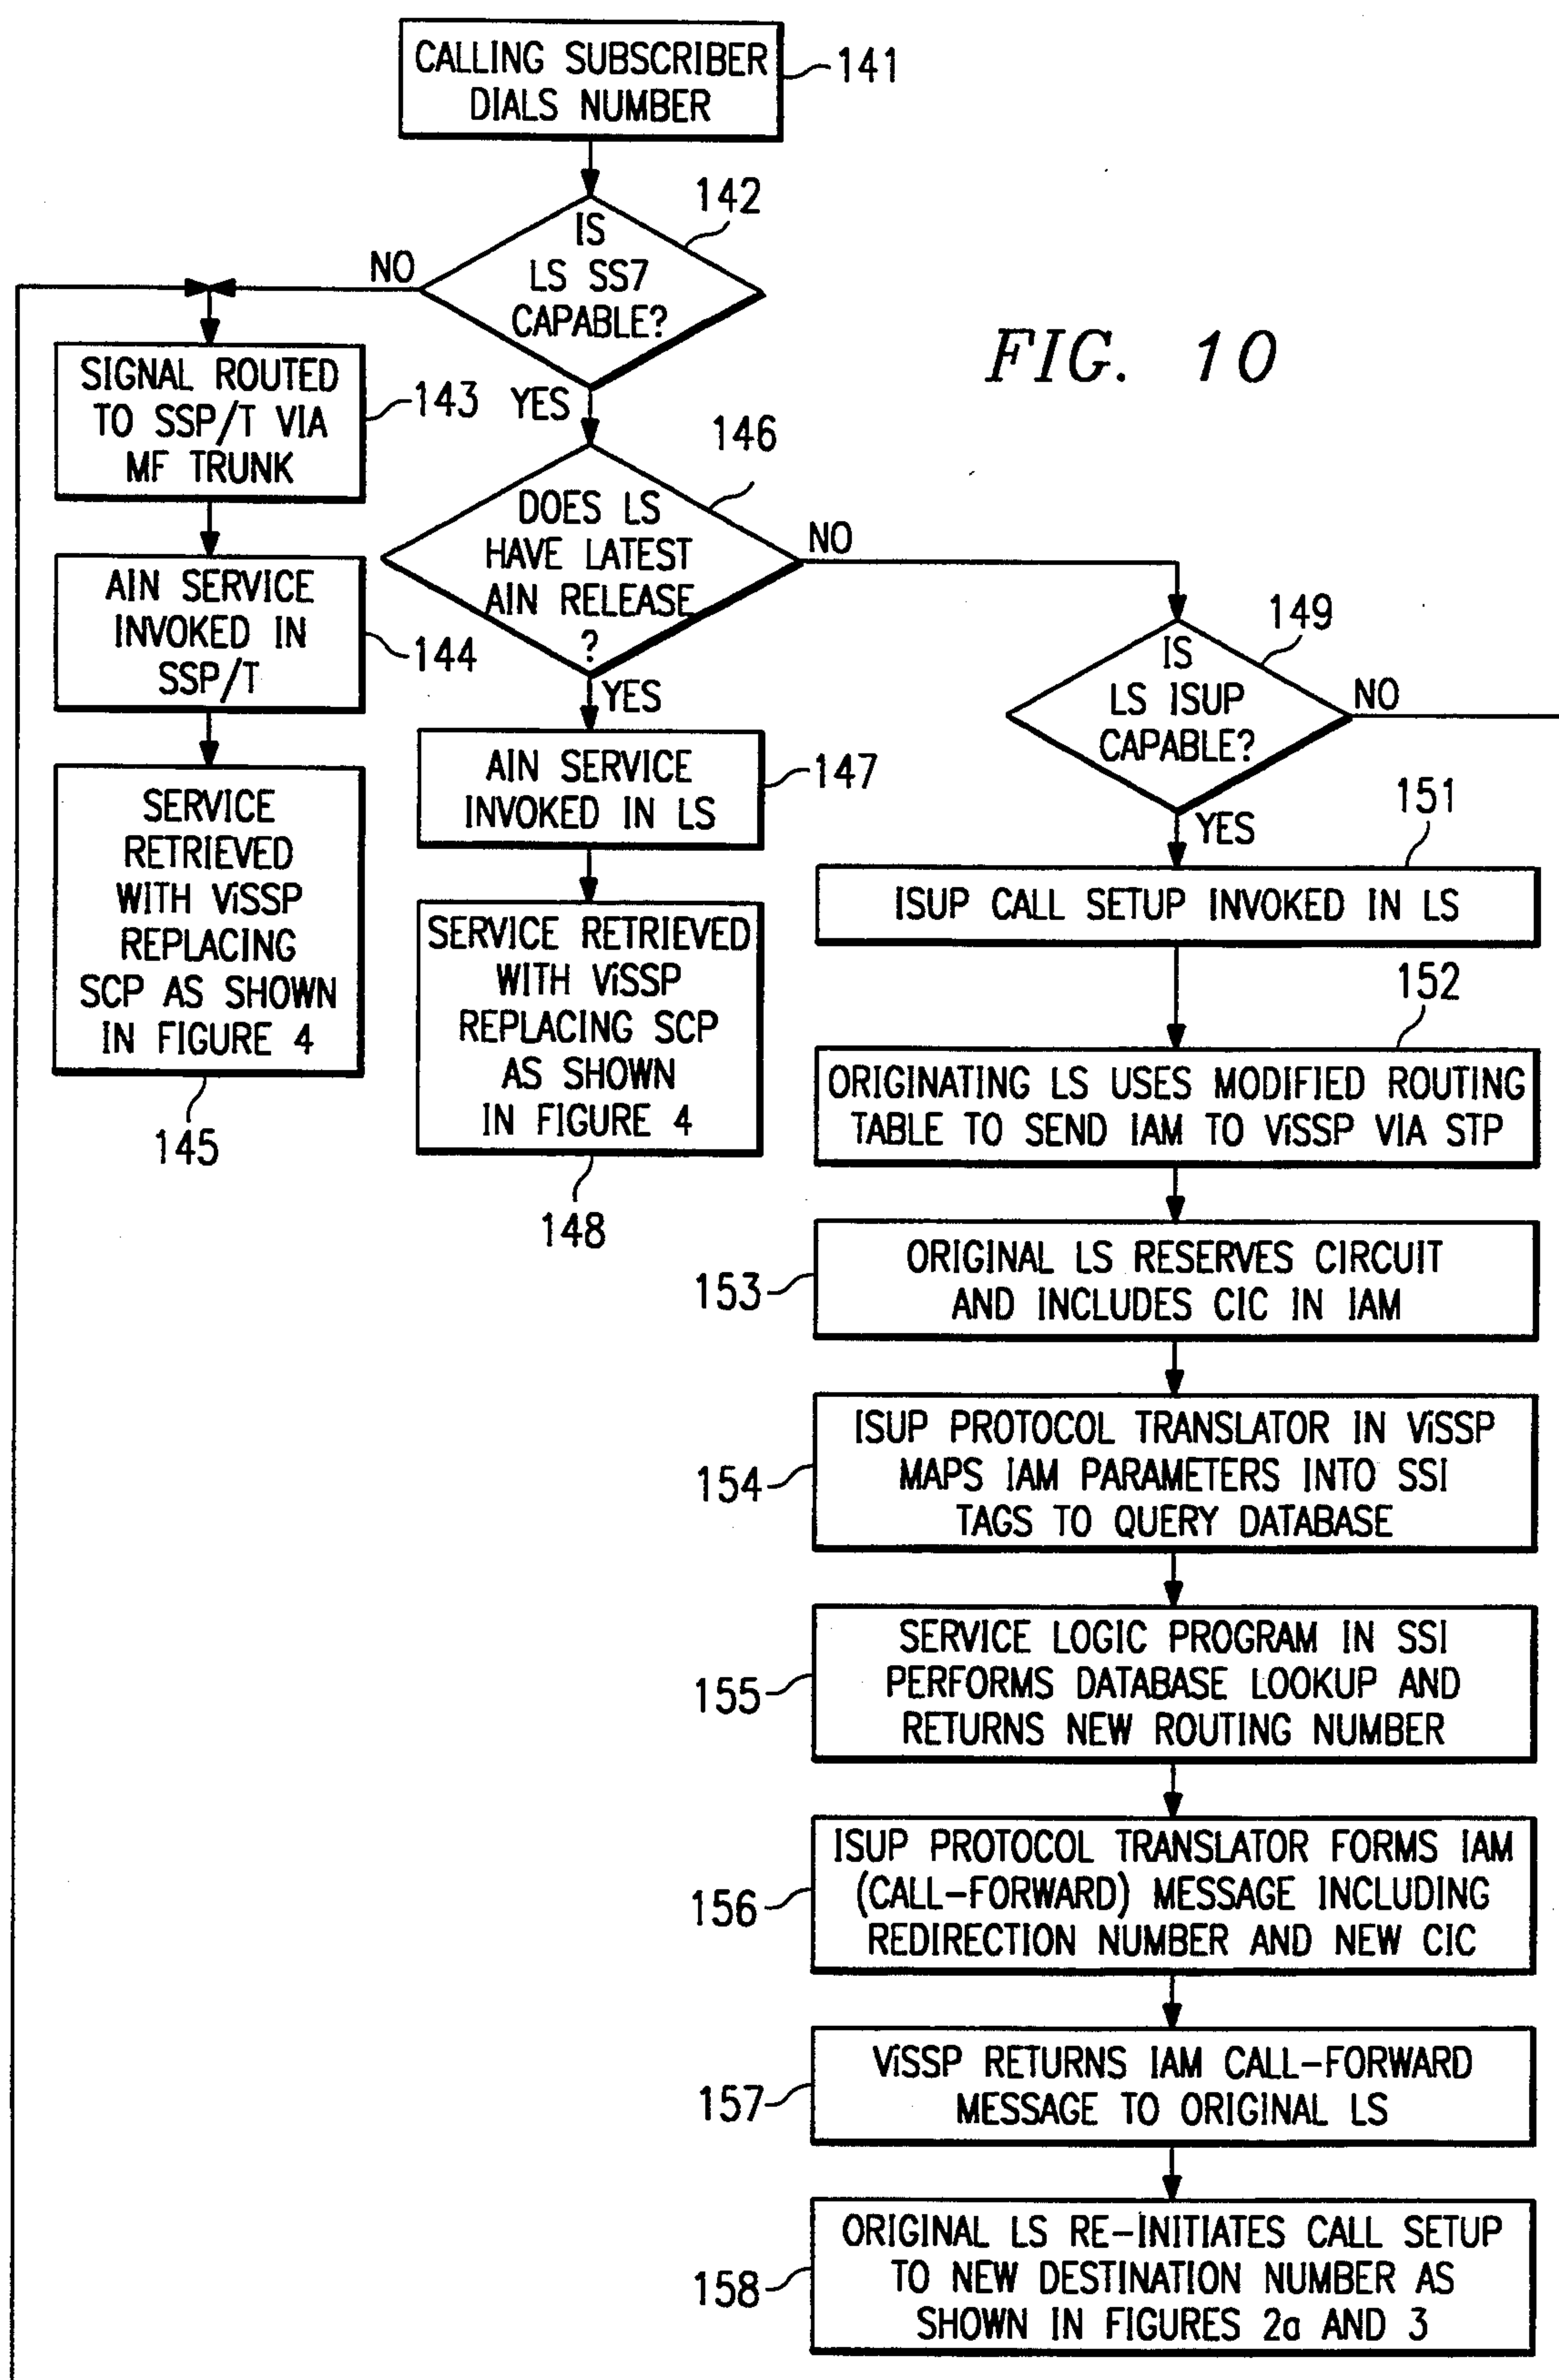 CALLING SUBSCRIBER
DIALS NUMBER
141
142
IS
LS SS7
CAPABLE?
NO
YES
FIG. 10
SIGNAL ROUTED
TO SSP/T VIA
MF TRUNK
143
146
DOES LS
HAVE LATEST
AIN RELEASE
?
NO
YES
AIN SERVICE
INVOKED IN
SSP/T
144
149
IS
LS ISUP
CAPABLE?
NO
YES
AIN SERVICE
INVOKED IN LS
147
SERVICE
RETRIEVED
WITH ViSSP
REPLACING
SCP AS SHOWN
IN FIGURE 4
145
SERVICE RETRIEVED
WITH ViSSP
REPLACING SCP
AS SHOWN
IN FIGURE 4
148
151
ISUP CALL SETUP INVOKED IN LS
152
ORIGINATING LS USES MODIFIED ROUTING
TABLE TO SEND IAM TO ViSSP VIA STP
ORIGINAL LS RESERVES CIRCUIT
AND INCLUDES CIC IN IAM
153
ISUP PROTOCOL TRANSLATOR IN ViSSP
MAPS IAM PARAMETERS INTO SSI
TAGS TO QUERY DATABASE
154
SERVICE LOGIC PROGRAM IN SSI
PERFORMS DATABASE LOOKUP AND
RETURNS NEW ROUTING NUMBER
155
ISUP PROTOCOL TRANSLATOR FORMS IAM
(CALL-FORWARD) MESSAGE INCLUDING
REDIRECTION NUMBER AND NEW CIC
156
ViSSP RETURNS IAM CALL-FORWARD
MESSAGE TO ORIGINAL LS
157
ORIGINAL LS RE-INITIATES CALL SETUP
TO NEW DESTINATION NUMBER AS
SHOWN IN FIGURES 2a AND 3
158